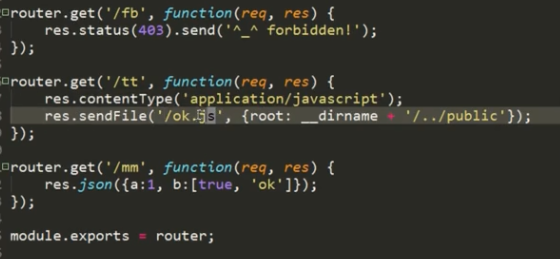 router.get('/fb', function(req, res) {
    res.status(403).send('^_^ forbidden!');
});
router.get('/tt', function(req, res) {
    res.contentType('application/javascript');
    res.sendFile('/ok.js', {root: __dirname + '/../public'});
});
router.get('/mm', function(req, res) {
    res.json({a:1, b:[true, 'ok']});
});
module.exports = router;